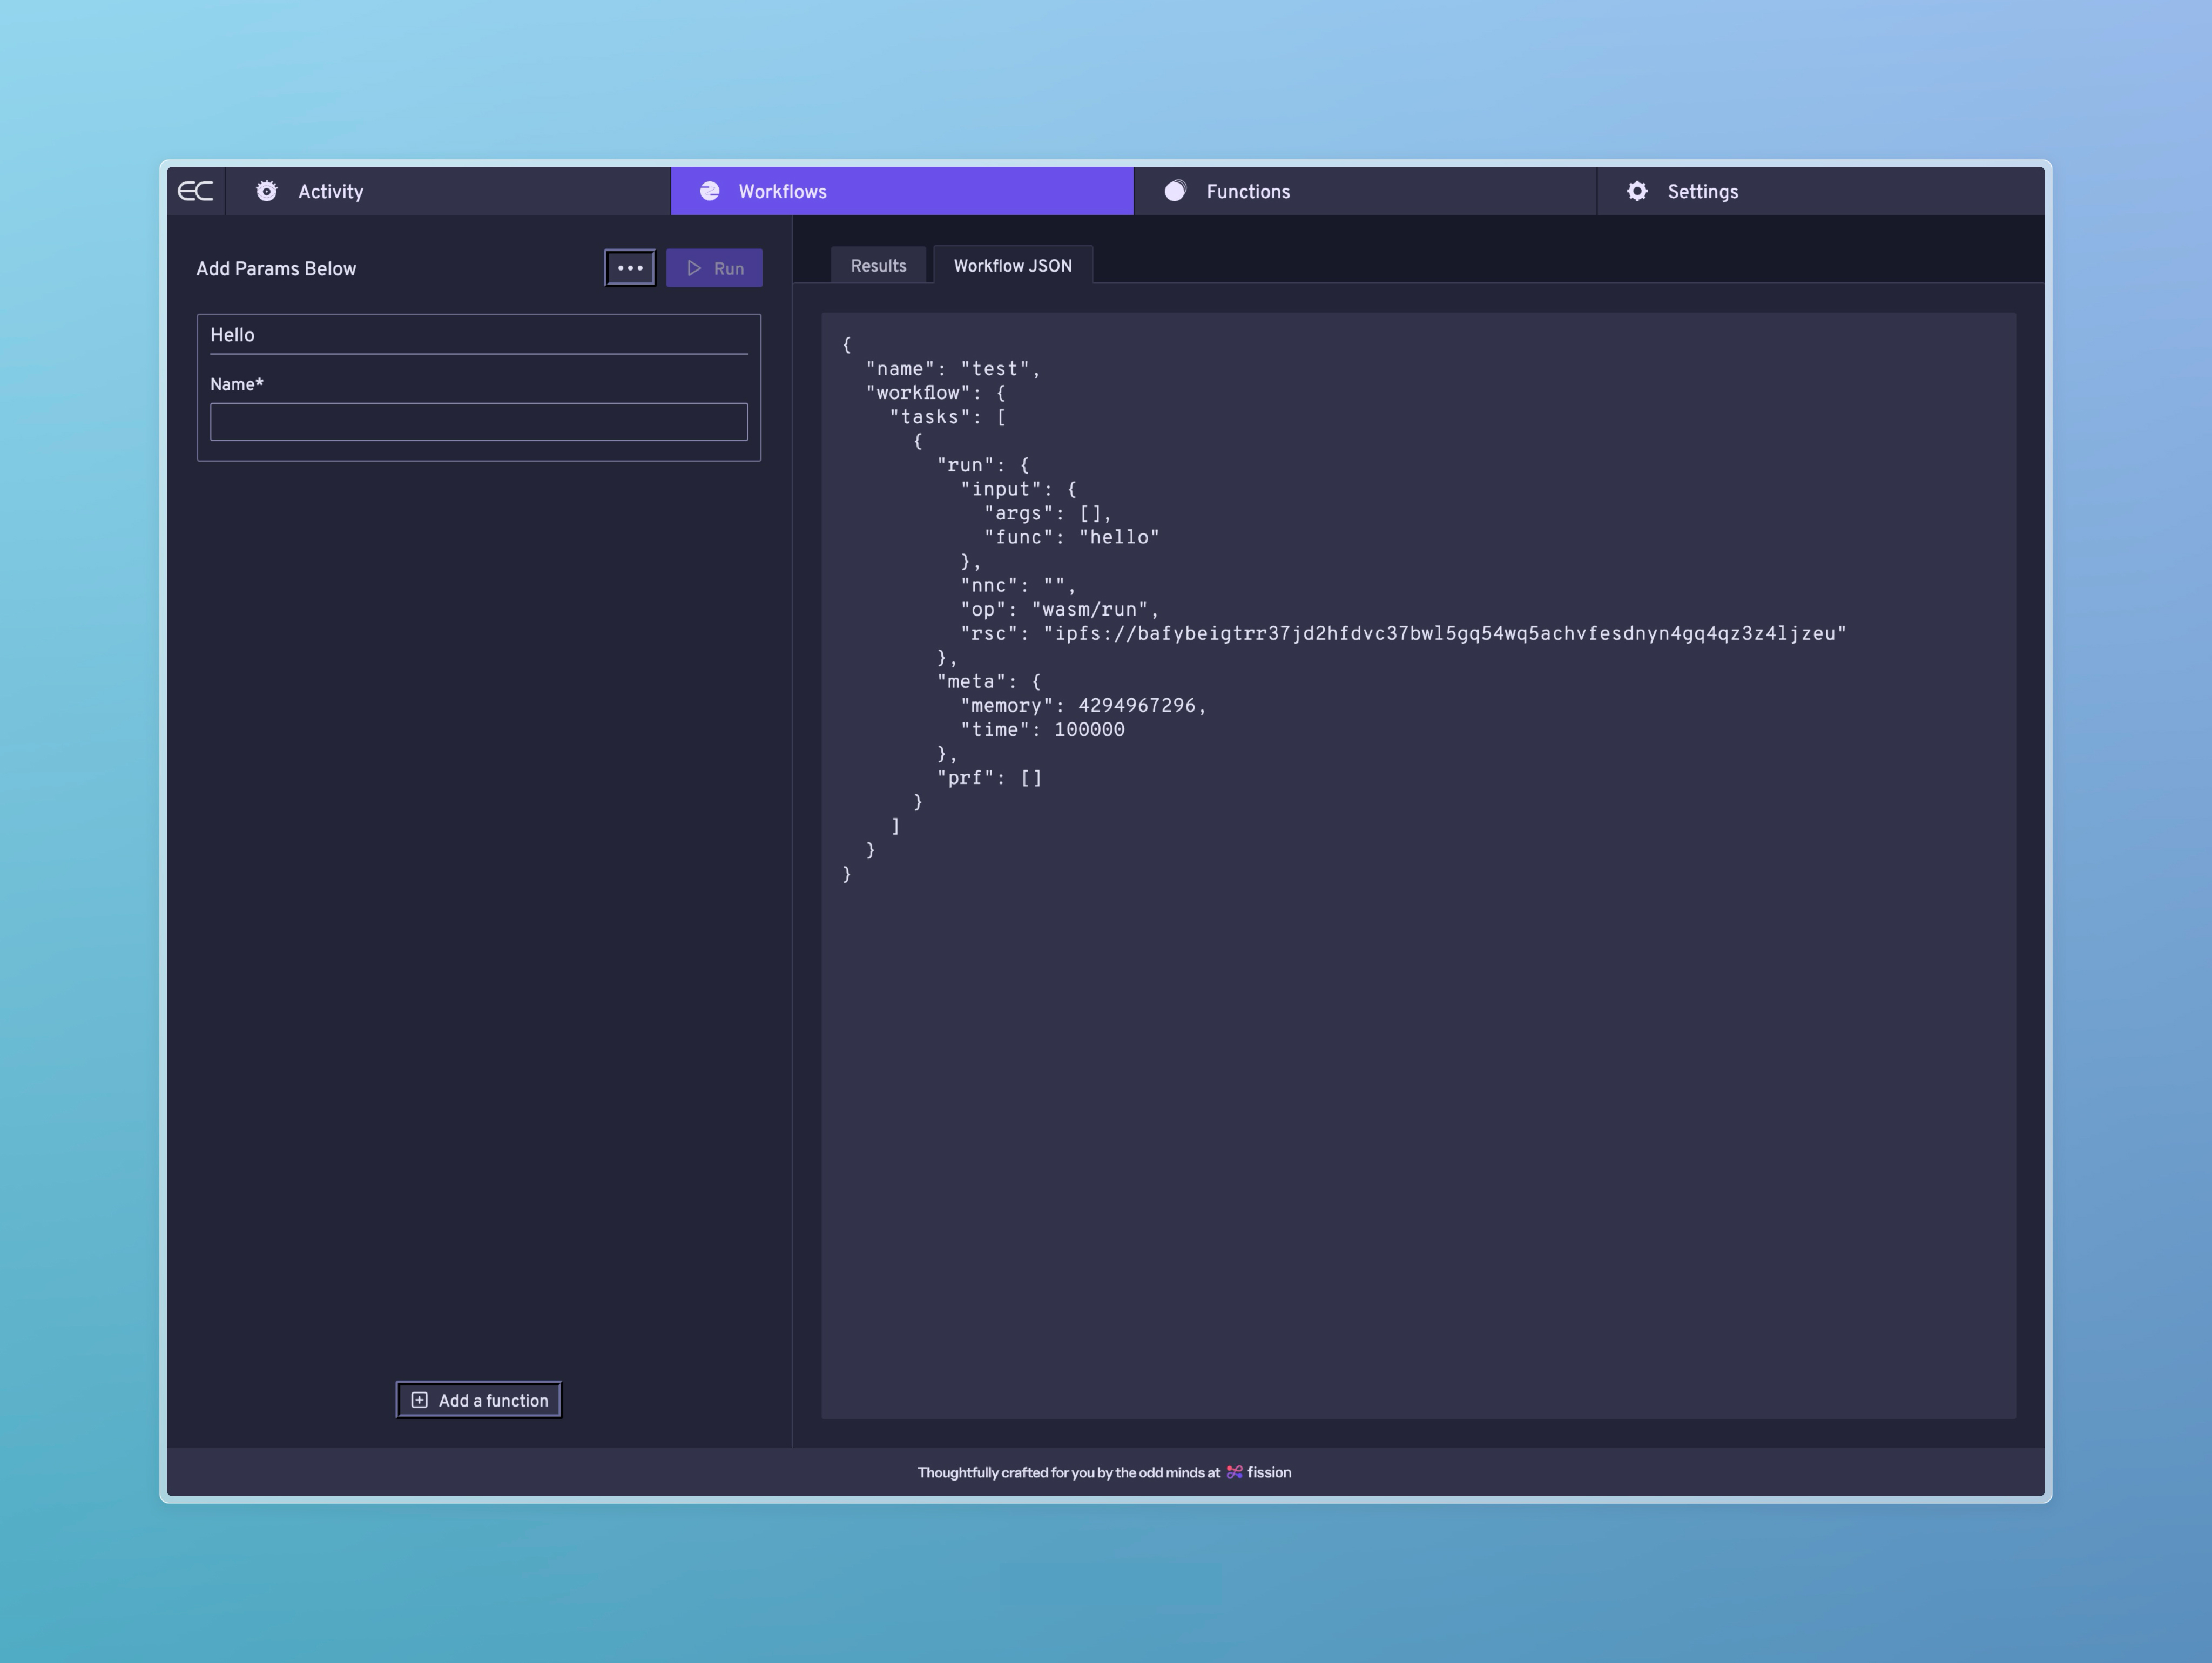 EC
Activity
Workflows
Functions
Settings
Add Params Below
Run
Results
Workflow JSON
Hello
Name*
{
"name": "test",
"workflow": {
"tasks": [
{
"run": {
"input": {
"args": [],
"func": "hello"
},
"nnc": "",
"op": "wasm/run",
"rsc": "ipfs://bafybeigtrr37jd2hfdvc37bwl5gq54wq5achvfesdnyn4gq4qz3z4ljzeu"
},
"meta": {
"memory": 4294967296,
"time": 100000
},
"prf": []
}
]
}
}
Add a function
Thoughtfully crafted for you by the odd minds at fission